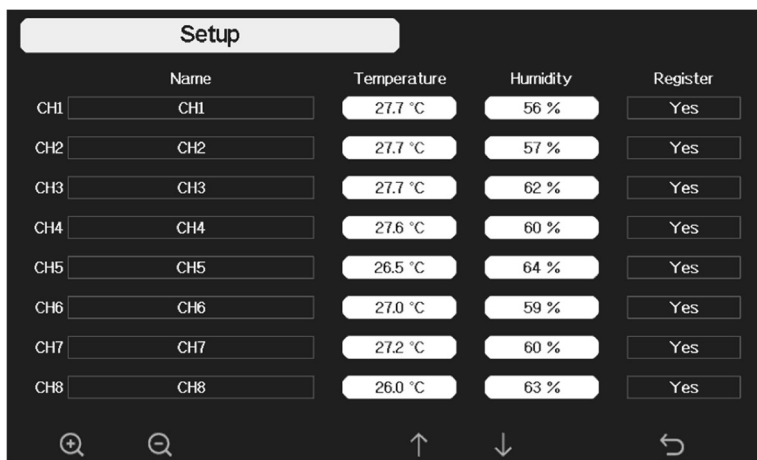 Setup
Name Temperature Humidity Register
CH1 CH1 27.7 °C 56 % Yes
CH2 CH2 27.7 °C 57 % Yes
CH3 CH3 27.7 °C 62 % Yes
CH4 CH4 27.6 °C 60 % Yes
CH5 CH5 26.5 °C 64 % Yes
CH6 CH6 27.0 °C 59 % Yes
CH7 CH7 27.2 °C 60 % Yes
CH8 CH8 26.0 °C 63 % Yes